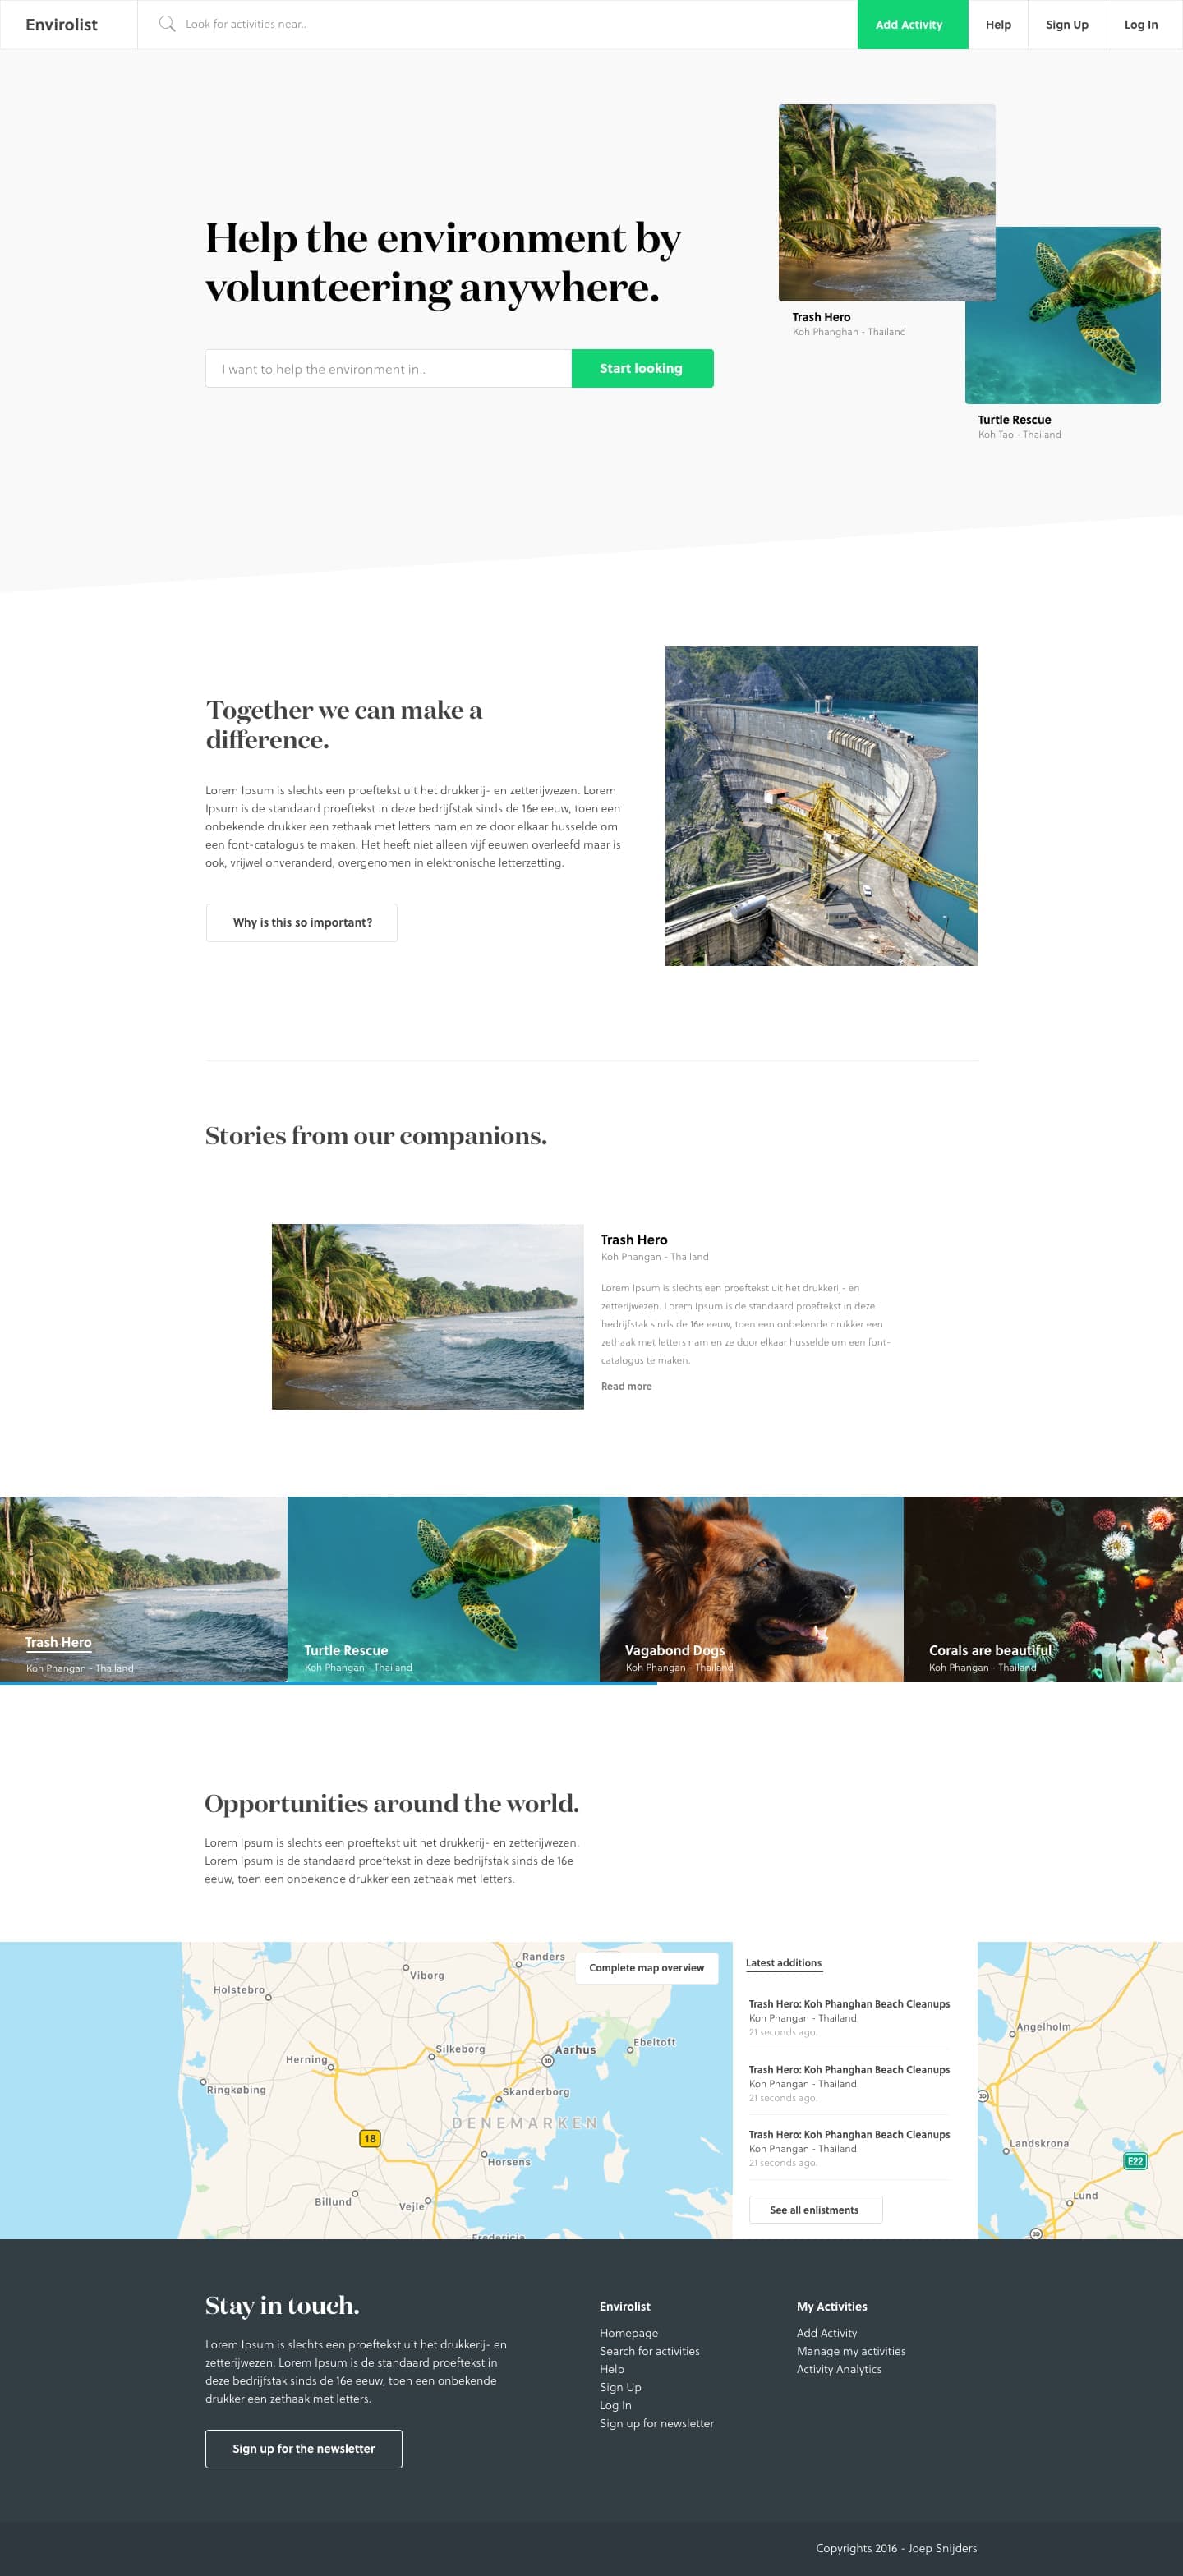 Envirolist
Look for activities near..
Add Activity
Help
Sign Up
Log In
Help the environment by
volunteering anywhere.
I want to help the environment in..
Start looking
Trash Hero
Koh Phanghan - Thailand
Turtle Rescue
Koh Tao - Thailand
Together we can make a
difference.
Lorem Ipsum is slechts een proeftekst uit het drukkerij- en zetterijwezen. Lorem
Ipsum is de standaard proeftekst in deze bedrijfstak sinds de 16e eeuw, toen een
onbekende drukker een zethaak met letters nam en ze door elkaar husselde om
een font-catalogus te maken. Het heeft niet alleen vijf eeuwen overleefd maar is
ook, vrijwel onveranderd, overgenomen in elektronische letterzetting.
Why is this so important?
Stories from our companions.
Trash Hero
Koh Phangan - Thailand
Lorem Ipsum is slechts een proeftekst uit het drukkerij- en
zetterijwezen. Lorem Ipsum is de standaard proeftekst in deze
bedrijfstak sinds de 16e eeuw, toen een onbekende drukker een
zethaak met letters nam en ze door elkaar husselde om een font-
catalogus te maken.
Read more
Trash Hero
Koh Phangan - Thailand
Turtle Rescue
Koh Phangan - Thailand
Vagabond Dogs
Koh Phangan - Thailand
Corals are beautiful
Koh Phangan - Thailand
Opportunities around the world.
Lorem Ipsum is slechts een proeftekst uit het drukkerij- en zetterijwezen.
Lorem Ipsum is de standaard proeftekst in deze bedrijfstak sinds de 16e
eeuw, toen een onbekende drukker een zethaak met letters.
Randers
Viborg
Holstebro
Complete map overview
Silkeborg
Aarhus
Ebeltoft
Herning
30
Ringkøbing
Skanderborg
DENEMARKEN
18
Horsens
Billund
Vejle
Fredericia
Latest additions
Trash Hero: Koh Phanghan Beach Cleanups
Koh Phangan - Thailand
21 seconds ago.
Trash Hero: Koh Phanghan Beach Cleanups
Koh Phangan - Thailand
21 seconds ago.
Trash Hero: Koh Phanghan Beach Cleanups
Koh Phangan - Thailand
21 seconds ago.
See all enlistments
Angelholm
30
Landskrona
E22
Lund
30
Stay in touch.
Lorem Ipsum is slechts een proeftekst uit het drukkerij- en
zetterijwezen. Lorem Ipsum is de standaard proeftekst in
deze bedrijfstak sinds de 16e eeuw, toen een onbekende
drukker een zethaak met letters.
Sign up for the newsletter
Envirolist
Homepage
Search for activities
Help
Sign Up
Log In
Sign up for newsletter
My Activities
Add Activity
Manage my activities
Activity Analytics
Copyrights 2016 - Joep Snijders